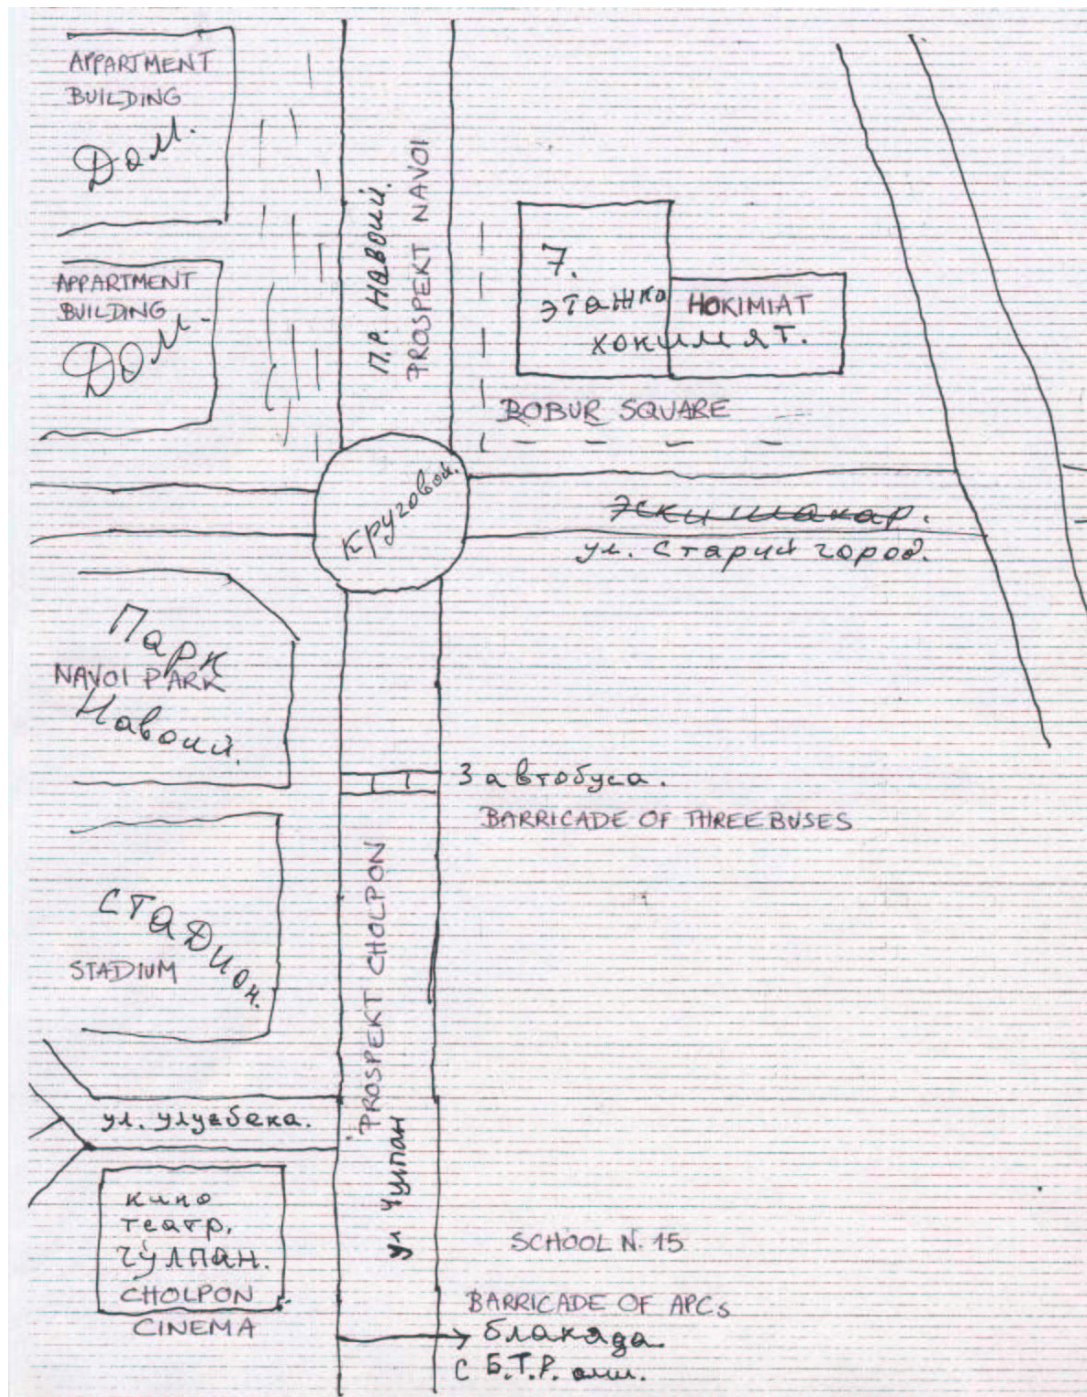 APPARTMENT
BUILDING
Дом.
П.Р. Навоий.
PROSPEKT NAVOI
APPARTMENT
BUILDING
Дом.
7.
этажка
HOKIMIAT
хокимят.
BOBUR SQUARE
Круговой.
Эски шахар.
ул. Старый город.
Парк
NAVOI PARK
Навоий.
3 автобуса.
BARRICADE OF THREE BUSES
PROSPEKT CHOLPON
СТАДИОН.
STADIUM
ул. улугбека.
ул Чулпан
кино
театр.
Чўлпан.
CHOLPON
CINEMA
SCHOOL N. 15
BARRICADE OF APCs
блакада
с Б.Т.Р. ами.